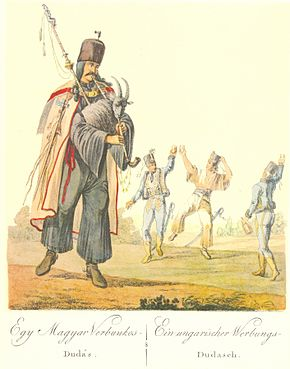 Egy Magyar Verbunkos-
Dudás.
Ein ungarischer Werbungs-
Dudasch.